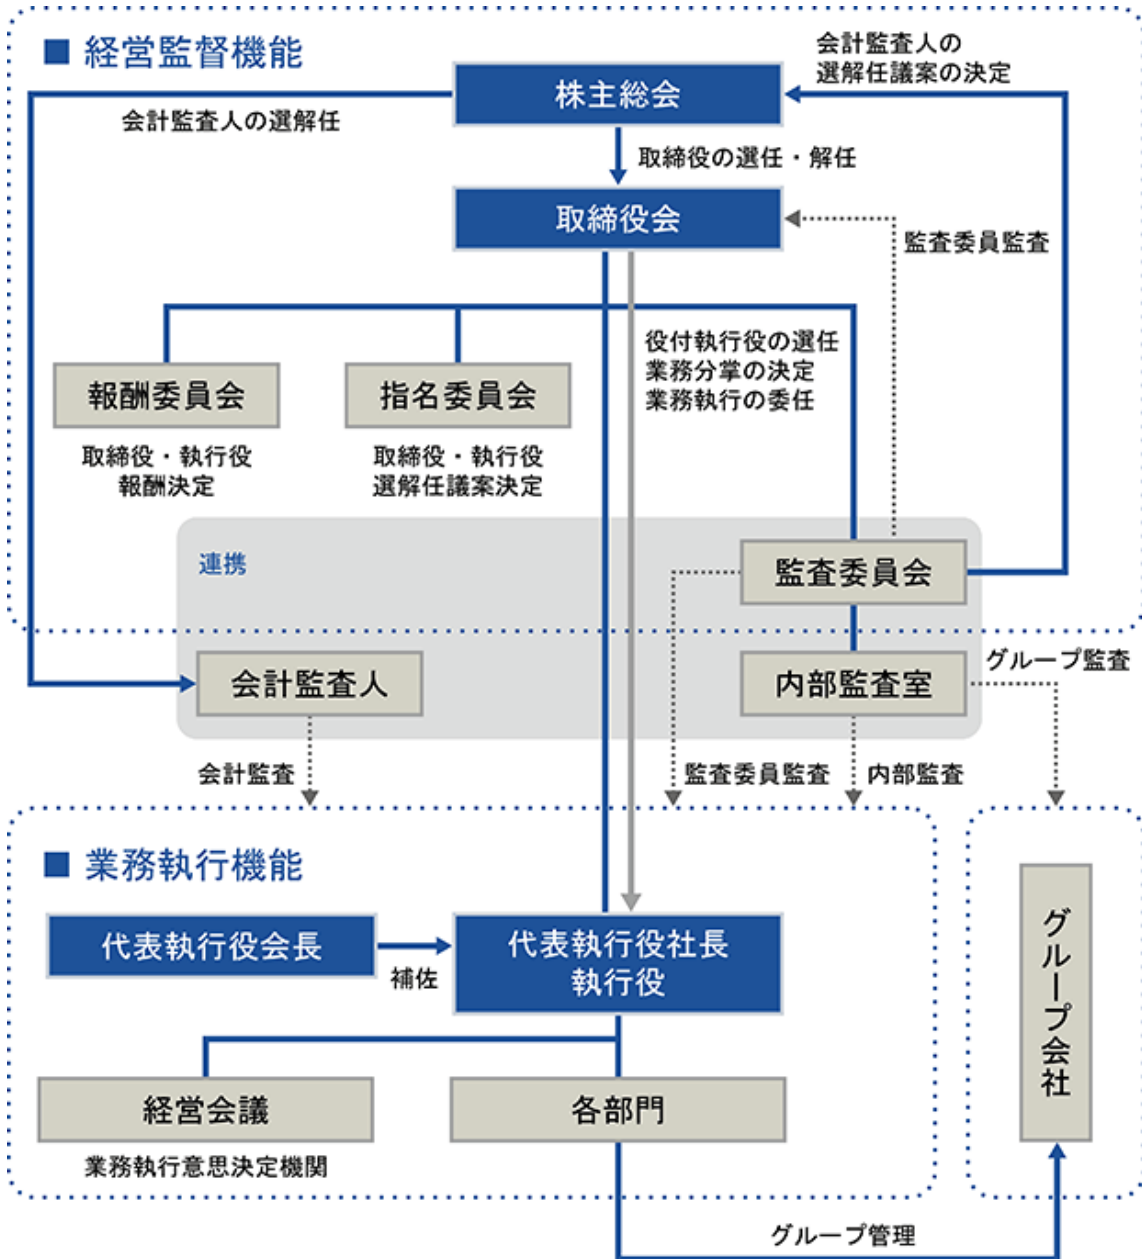 ■ 経営監督機能
会計監査人の
選解任議案の決定
株主総会
会計監査人の選解任
取締役の選任・解任
取締役会
監査委員監査
役付執行役の選任
業務分掌の決定
業務執行の委任
報酬委員会
指名委員会
取締役・執行役
報酬決定
取締役・執行役
選解任議案決定
連携
監査委員会
会計監査人
内部監査室
グループ監査
会計監査
監査委員監査
内部監査
■ 業務執行機能
代表執行役会長
補佐
代表執行役社長
執行役
グループ会社
経営会議
各部門
業務執行意思決定機関
グループ管理